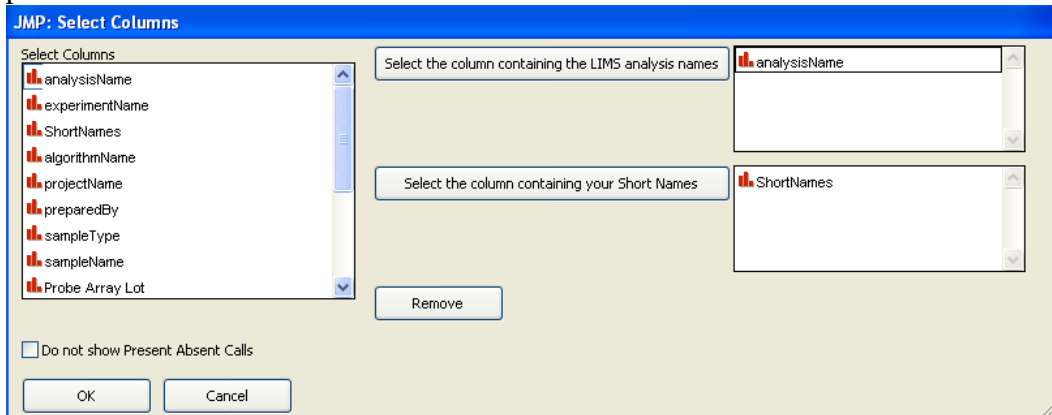 JMP: Select Columns
Select Columns
analysisName
experimentName
ShortNames
algorithmName
projectName
preparedBy
sampleType
sampleName
Probe Array Lot
Select the column containing the LIMS analysis names
analysisName
Select the column containing your Short Names
ShortNames
Remove
Do not show Present Absent Calls
OK
Cancel